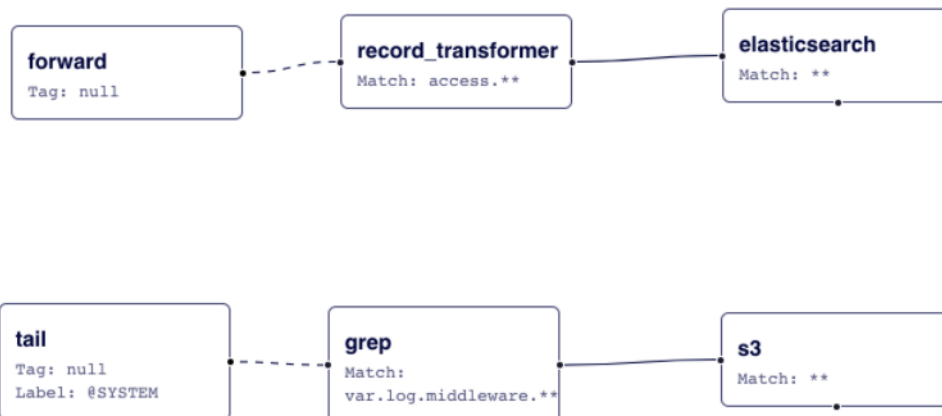 forward
Tag: null
record_transformer
Match: access.**
elasticsearch
Match: **
tail
Tag: null
Label: @SYSTEM
grep
Match:
var.log.middleware.**
s3
Match: **